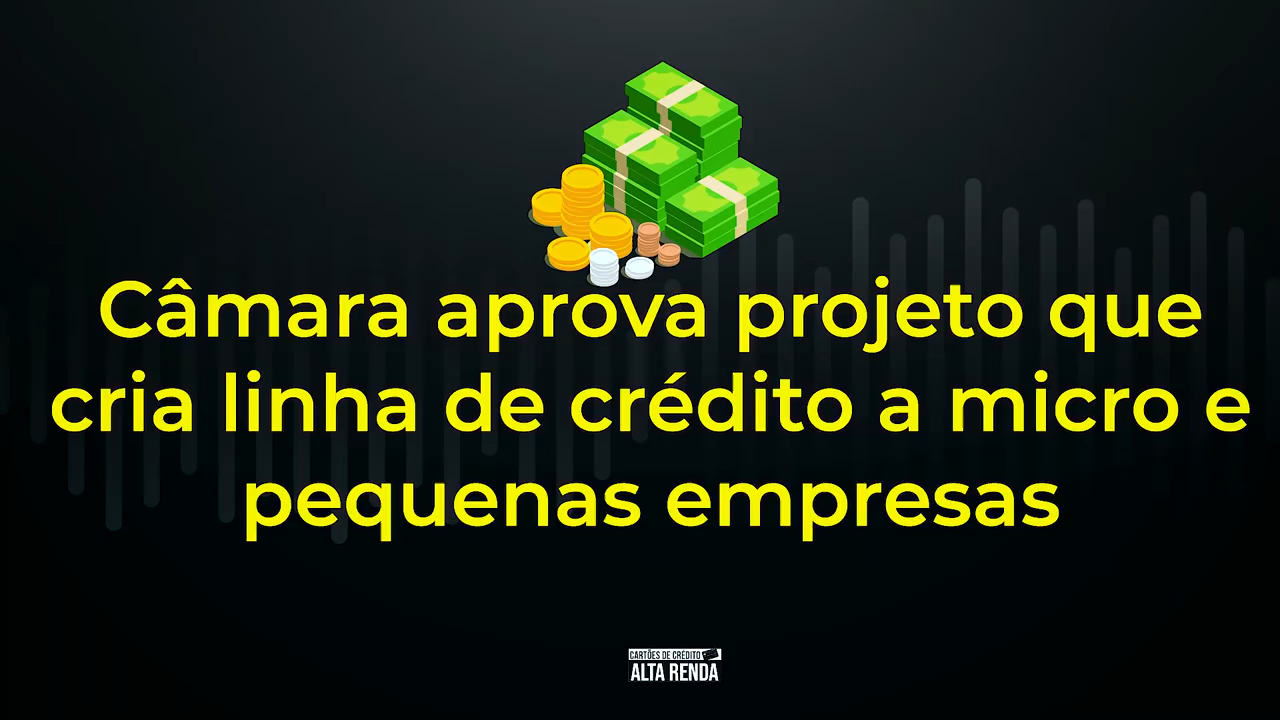 Câmara aprova projeto que
cria linha de crédito a micro e
pequenas empresas
CARTÕES DE CRÉDITO
ALTA RENDA